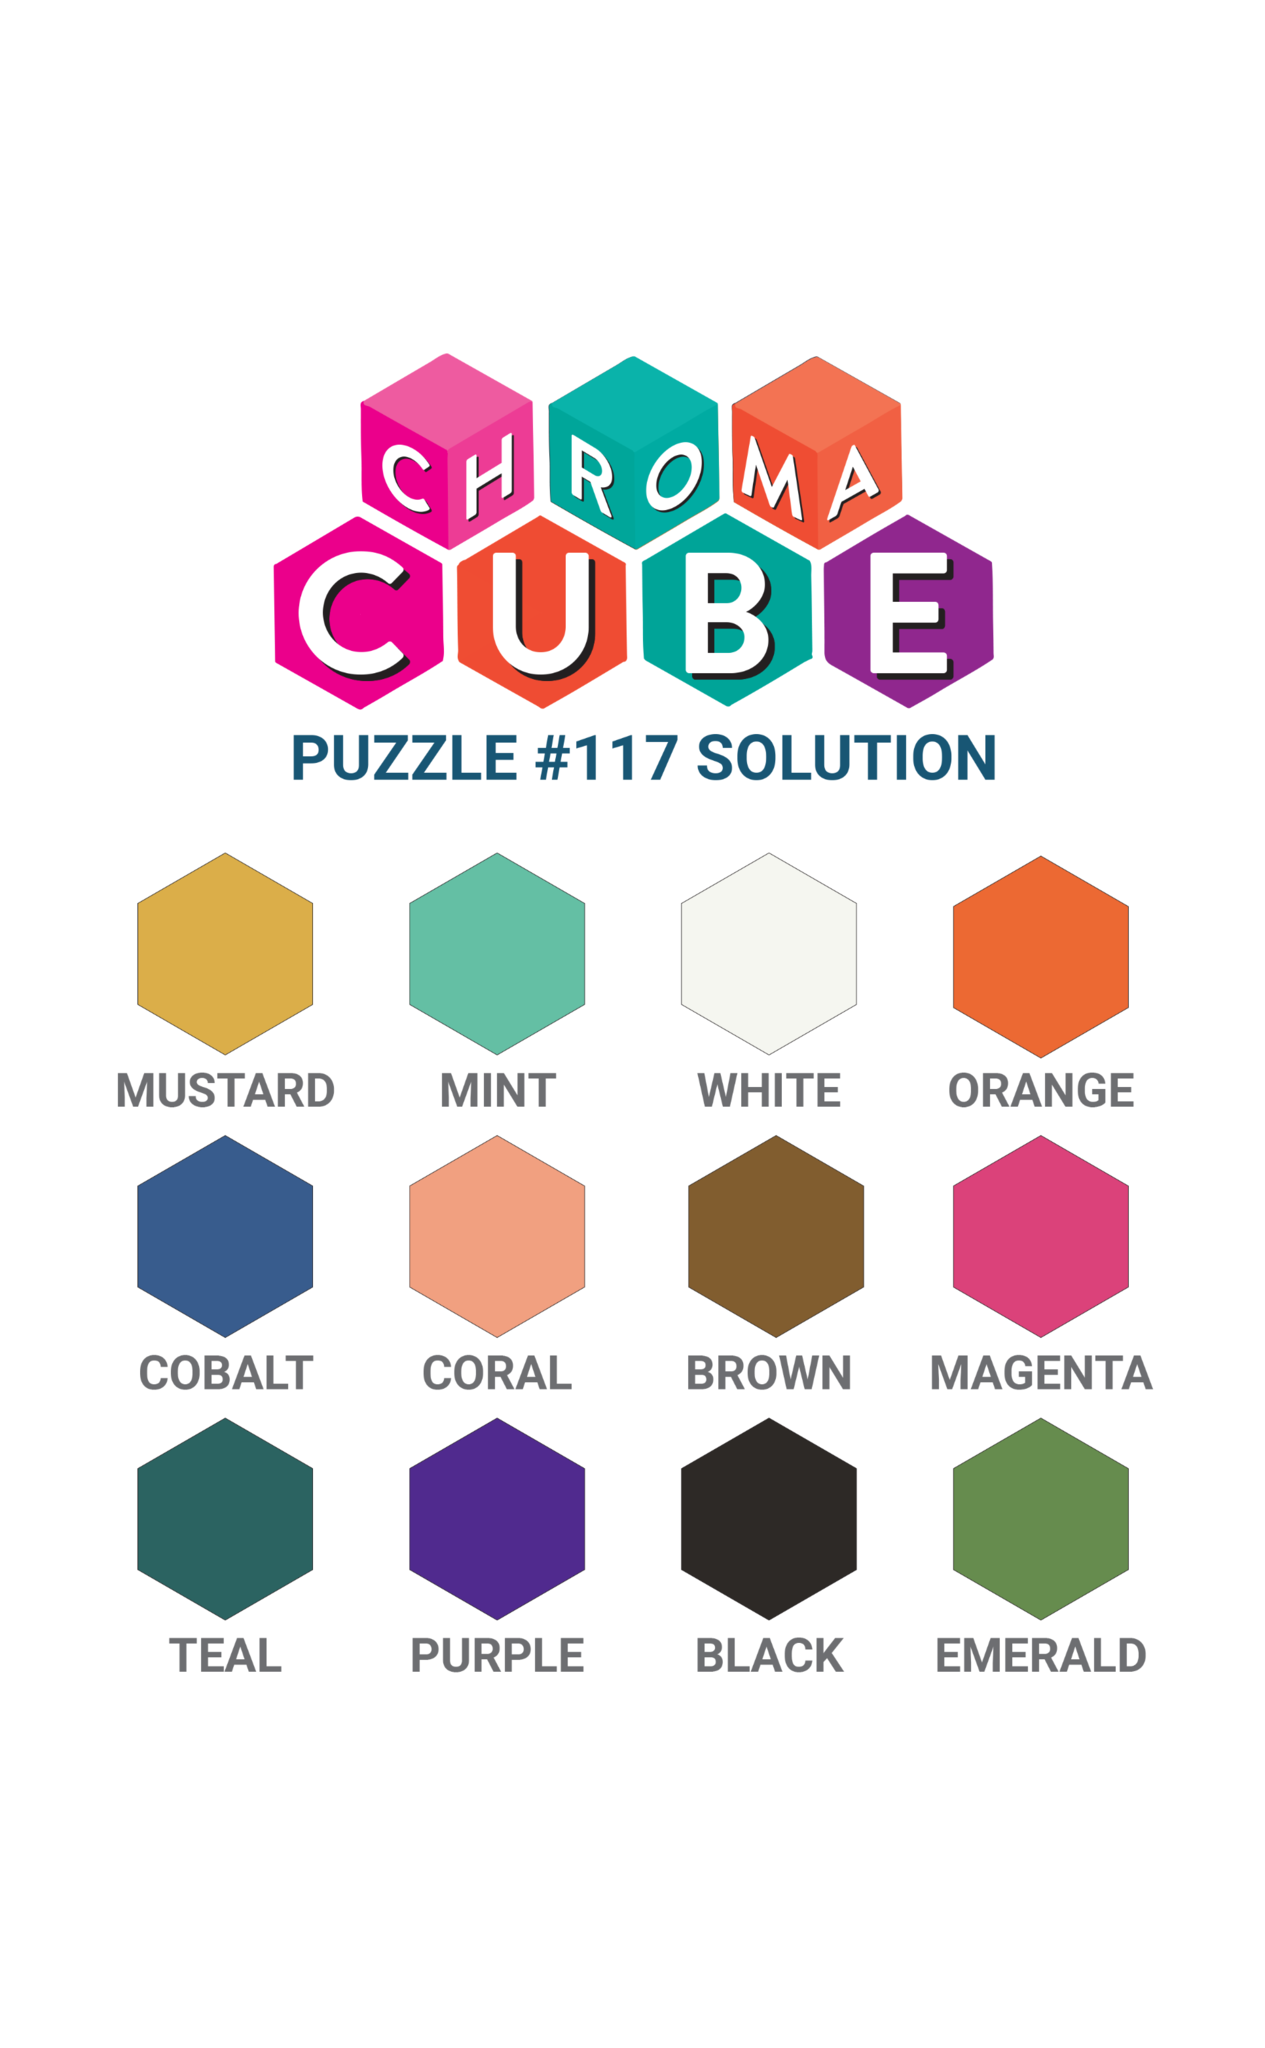 CHROMA
CUBE
PUZZLE #117 SOLUTION
MUSTARD MINT WHITE ORANGE
COBALT CORAL BROWN MAGENTA
TEAL PURPLE BLACK EMERALD